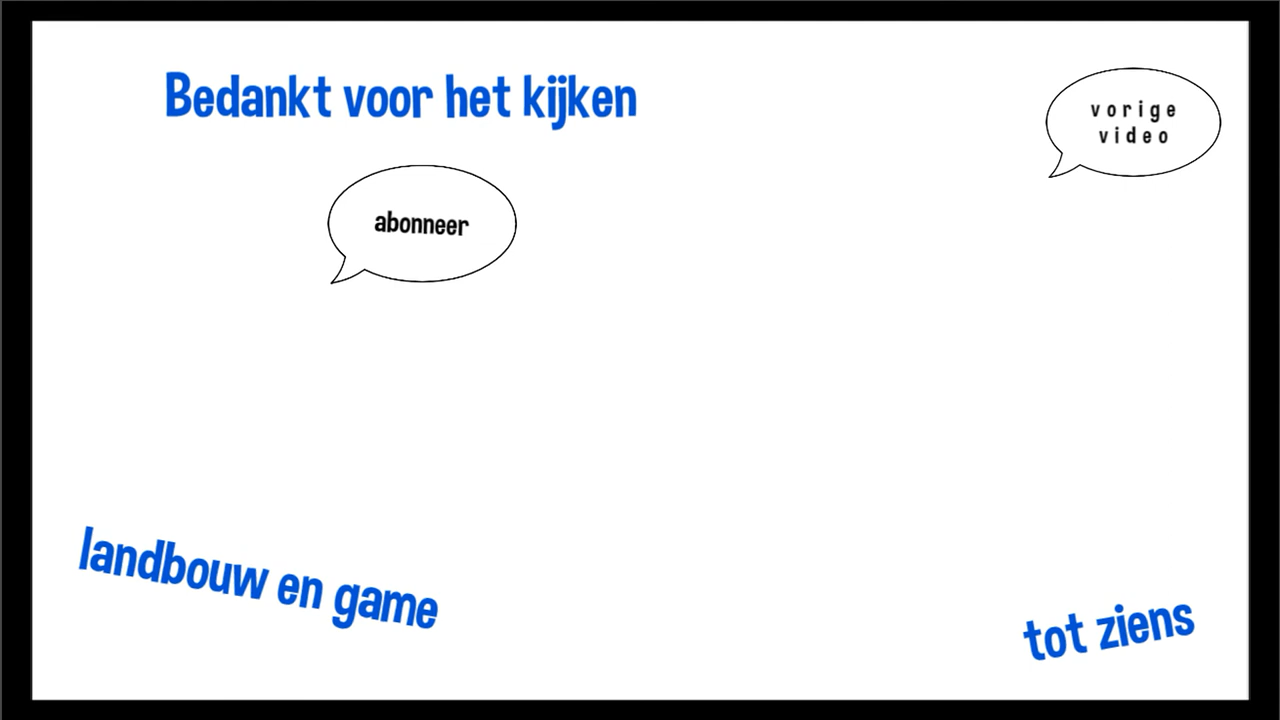 Bedankt voor het kijken
vorige
video
abonneer
landbouw en game
tot ziens